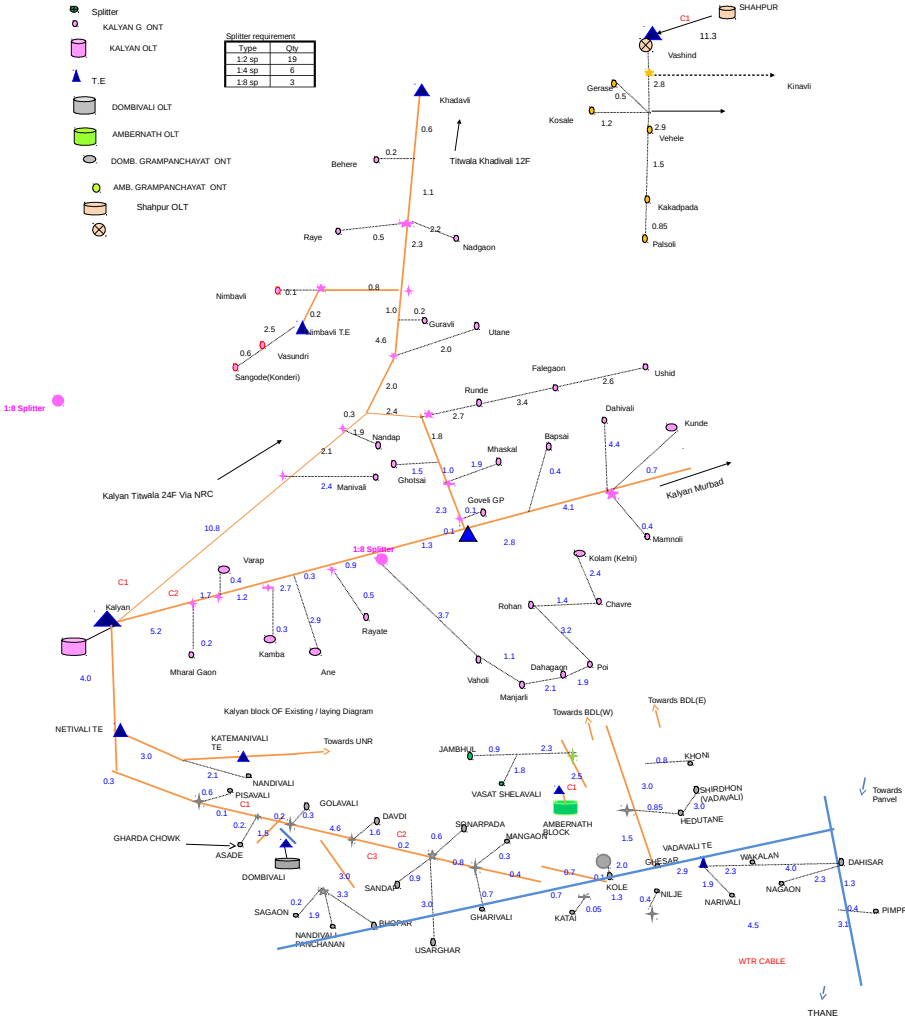 Splitter
KALYAN G ONT
KALYAN OLT
T.E
DOMBIVALI OLT
AMBERNATH OLT
DOMB. GRAMPANCHAYAT ONT
AMB. GRAMPANCHAYAT ONT
Shahpur OLT
Splitter requirement
Type Qty
1:2 sp 19
1:4 sp 6
1:8 sp 3
SHAHPUR
C1
11.3
Vashind
2.8
Kinavli
Gerase
0.5
Kosale
1.2
2.9
Vehele
1.5
Kakadpada
0.85
Palsoli
Khadavli
0.6
0.2
Behere
Titwala Khadivali 12F
1.1
Raye
0.5
2.2
2.3
Nadgaon
Nimbavli
0.1
0.8
0.2
Nimbavli T.E
1.0
0.2
Guravli
Utane
2.5
4.6
2.0
0.6
Vasundri
Sangode(Konderi)
2.0
Falegaon
Ushid
2.6
Runde
3.4
2.7
1:8 Splitter
0.3
2.4
1.9
Nandap
1.8
Dahivali
Kunde
Bapsai
4.4
2.1
Mhaskal
1.9
1.5
1.0
Ghotsai
0.4
0.7
2.4
Manivali
Kalyan Titwala 24F Via NRC
Kalyan Murbad
Goveli GP
2.3
0.1
4.1
10.8
0.1
0.4
Mamnoli
1.3
2.8
1:8 Splitter
Varap
0.9
0.3
Kolam (Kelni)
2.4
C1
C2
0.4
1.7
1.2
2.7
0.5
Kalyan
Rohan
1.4
Chavre
5.2
0.2
0.3
2.9
Rayate
3.7
3.2
Kamba
Ane
Mharal Gaon
1.1
Vaholi
Dahagaon
Poi
4.0
2.1
1.9
Manjarli
Kalyan block OF Existing / laying Diagram
Towards BDL(W)
Towards BDL(E)
NETIVALI TE
KATEMANIVALI
TE
Towards UNR
3.0
2.1
NANDIVALI
0.3
JAMBHUL
0.9
2.3
1.8
2.5
VASAT SHELAVALI
C1
AMBERNATH
BLOCK
KHONI
0.8
3.0
SHIRDHON
(VADAVALI)
3.0
0.85
HEDUTANE
Towards
Panvel
0.6
PISAVALI
0.1
C1
0.2
GHARDA CHOWK
ASADE
1.5
0.2
0.3
GOLAVALI
4.6
DAVDI
1.6
C2
0.2
C3
DOMBIVALI
3.0
SONARPADA
0.6
MANGAON
0.3
0.8
0.4
0.9
SANDAP
3.0
0.7
GHARIVALI
USARGHAR
0.2
SAGAON
1.9
3.3
NANDIVALI
PANCHANAN
BHOPAR
1.5
VADAVALI TE
GHESAR
2.0
0.7
0.1
KOLE
1.3
0.7
KATAI
0.05
0.4
NILJE
2.9
1.9
NARIVALI
2.3
WAKALAN
4.0
NAGAON
2.3
DAHISAR
1.3
0.4
PIMPR
3.1
4.5
WTR CABLE
THANE